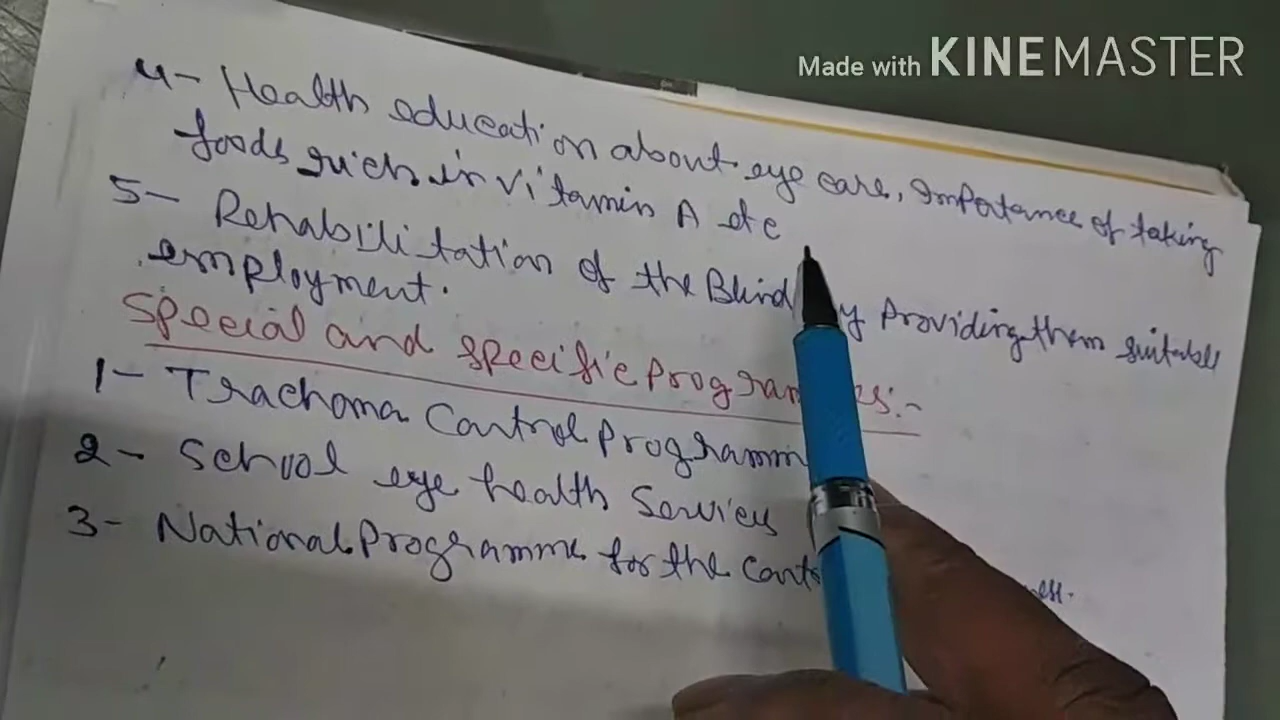 Made with KINEMASTER
4- Health education about eye care, Importance of taking
foods rich in vitamin A etc
5- Rehabilitation of the Blind by Providing them suitable
employment.
Special and specific Programmes:-
1- Trachoma Control Programm
2- School eye health Services
3- National Programme for the Cont